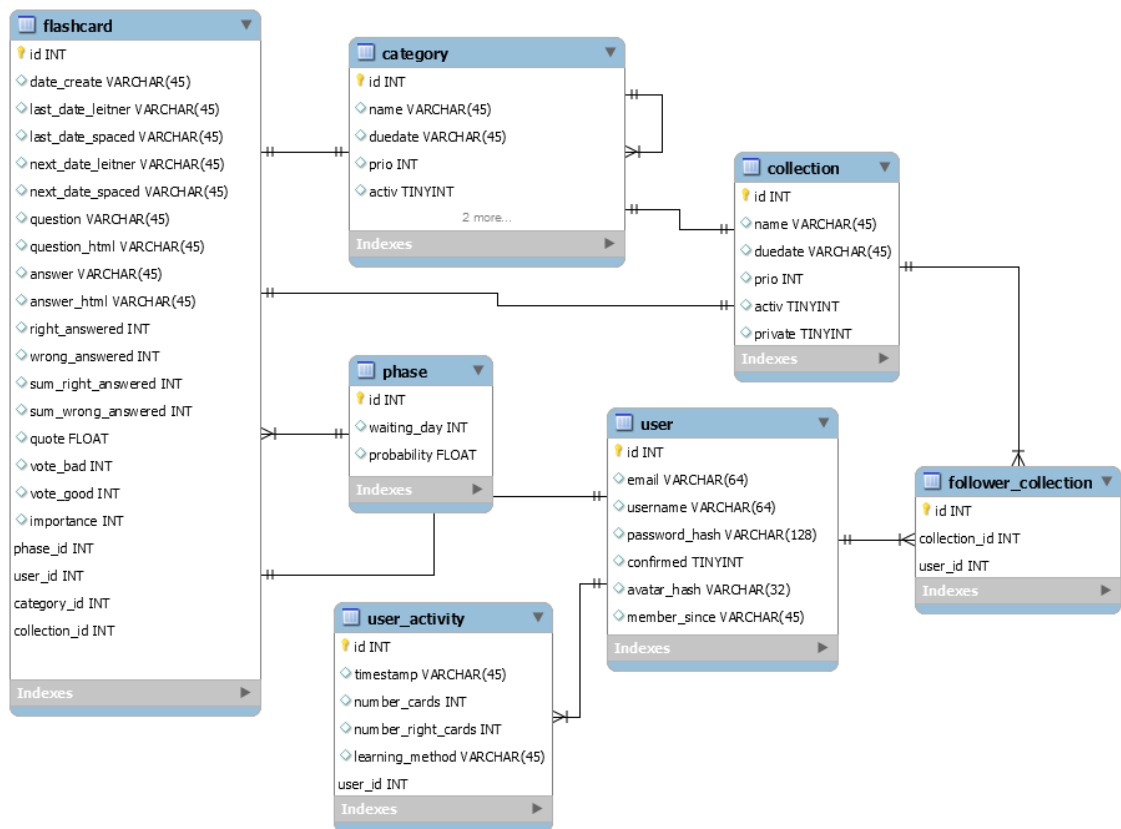 flashcard
id INT
date_create VARCHAR(45)
last_date_leitner VARCHAR(45)
last_date_spaced VARCHAR(45)
next_date_leitner VARCHAR(45)
next_date_spaced VARCHAR(45)
question VARCHAR(45)
question_html VARCHAR(45)
answer VARCHAR(45)
answer_html VARCHAR(45)
right_answered INT
wrong_answered INT
sum_right_answered INT
sum_wrong_answered INT
quote FLOAT
vote_bad INT
vote_good INT
importance INT
phase_id INT
user_id INT
category_id INT
collection_id INT
Indexes
category
id INT
name VARCHAR(45)
duedate VARCHAR(45)
prio INT
activ TINYINT
2 more...
Indexes
collection
id INT
name VARCHAR(45)
duedate VARCHAR(45)
prio INT
activ TINYINT
private TINYINT
Indexes
phase
id INT
waiting_day INT
probability FLOAT
Indexes
user
id INT
email VARCHAR(64)
username VARCHAR(64)
password_hash VARCHAR(128)
confirmed TINYINT
avatar_hash VARCHAR(32)
member_since VARCHAR(45)
Indexes
follower_collection
id INT
collection_id INT
user_id INT
Indexes
user_activity
id INT
timestamp VARCHAR(45)
number_cards INT
number_right_cards INT
learning_method VARCHAR(45)
user_id INT
Indexes